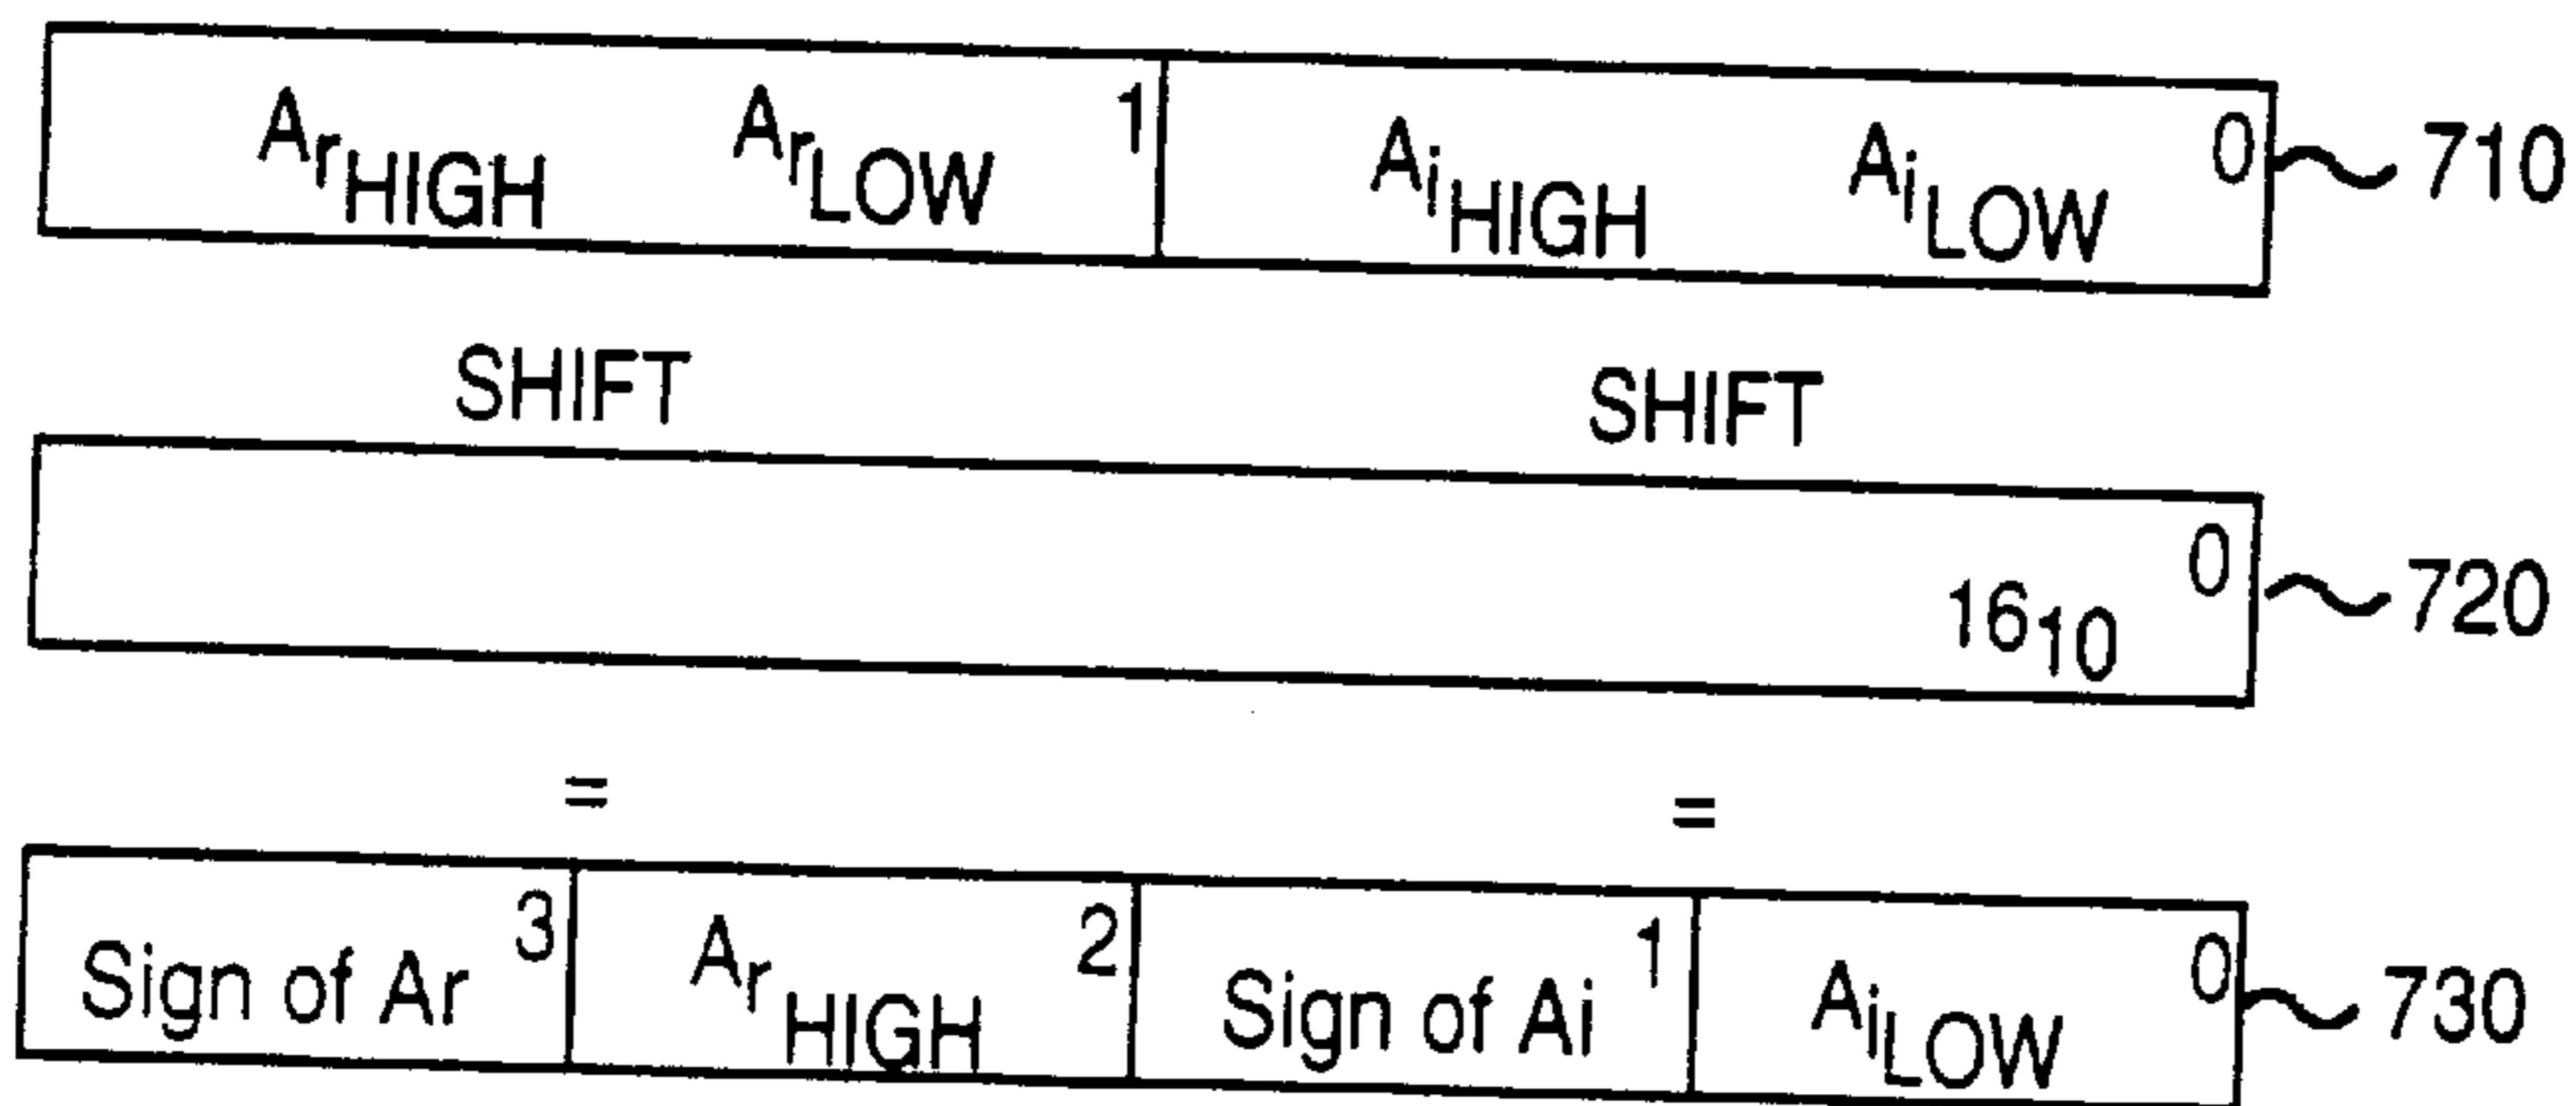 ArHIGH ArLOW 1 AiHIGH AiLOW 0 710
SHIFT SHIFT
1610 0 720
= =
Sign of Ar 3 ArHIGH 2 Sign of Ai 1 AiLOW 0 730